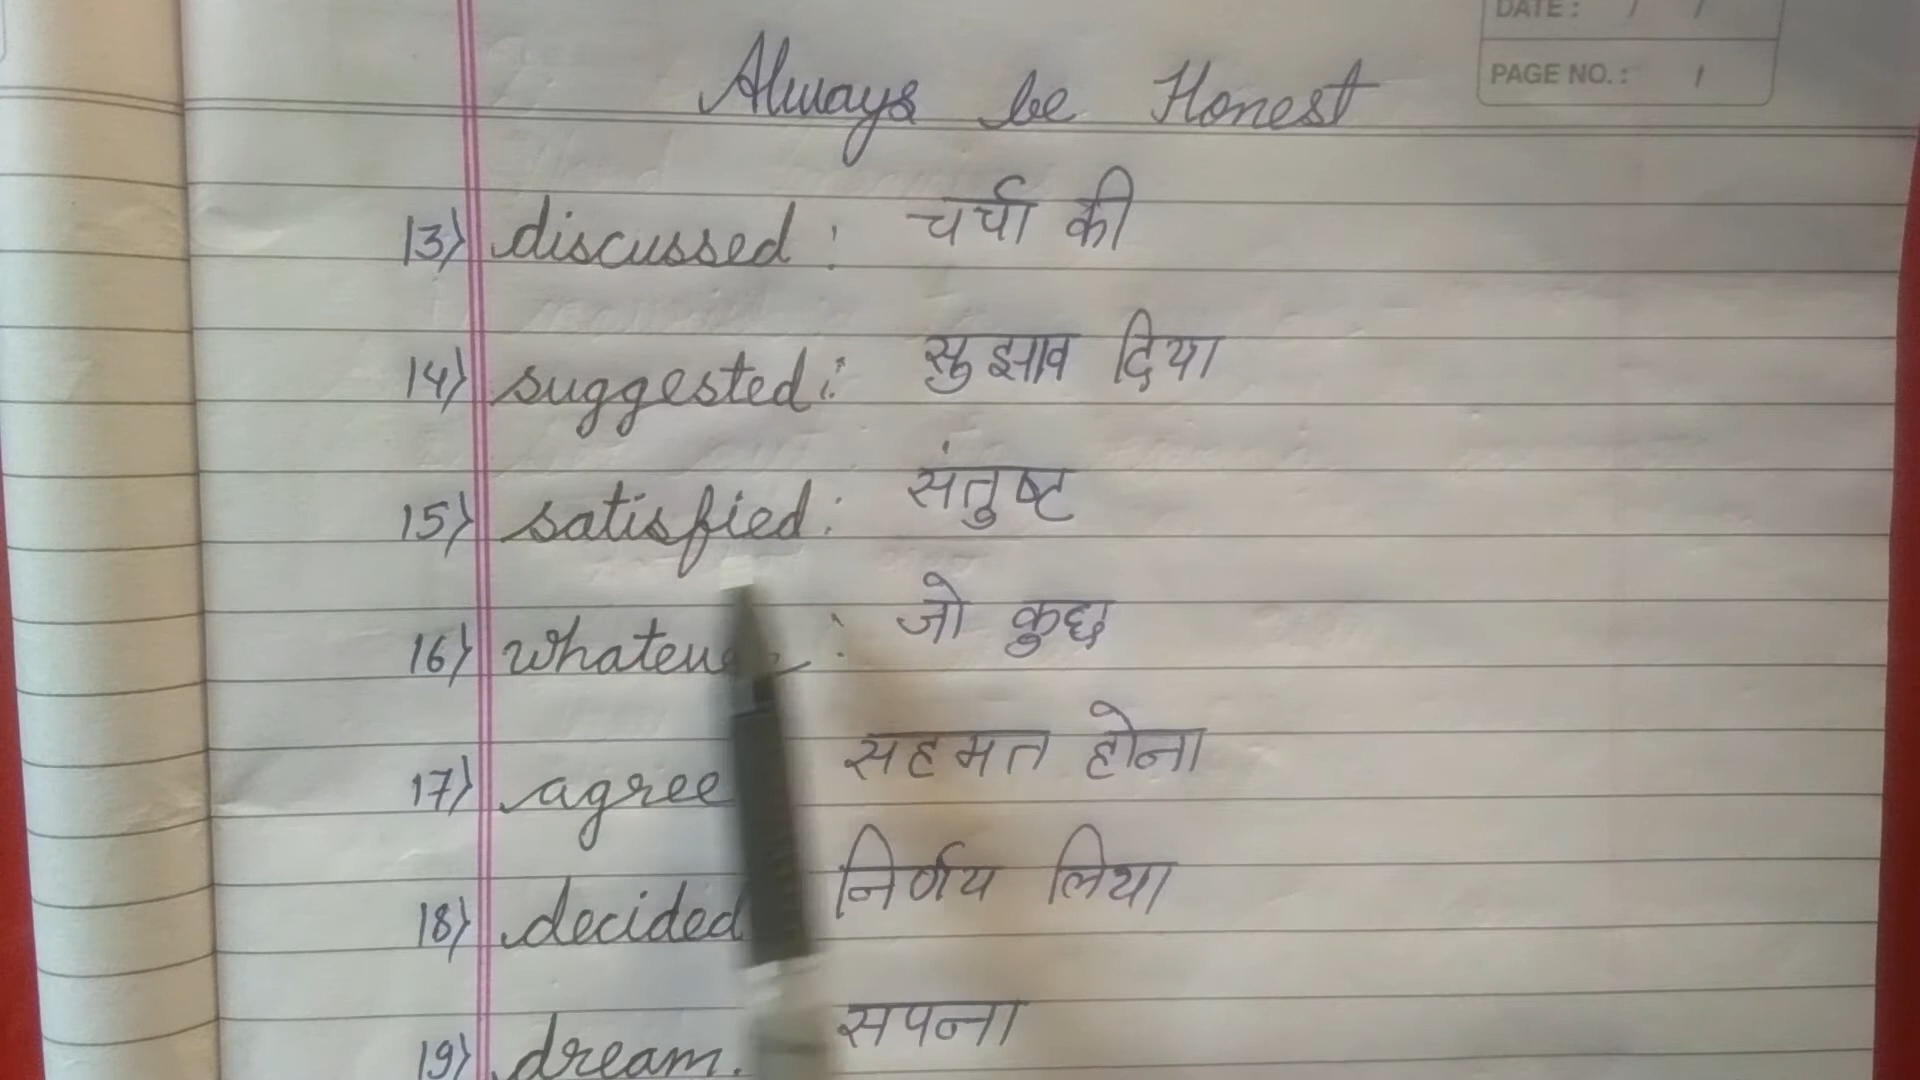 DATE: / /
Always be Honest
PAGE NO.: /
13) discussed: चर्चा की
14) suggested: सुझाव दिया
15) satisfied: संतुष्ट
16) : जो कुछ
17) agree सहमत होना
18) decided निर्णय लिया
19) dream. सपना